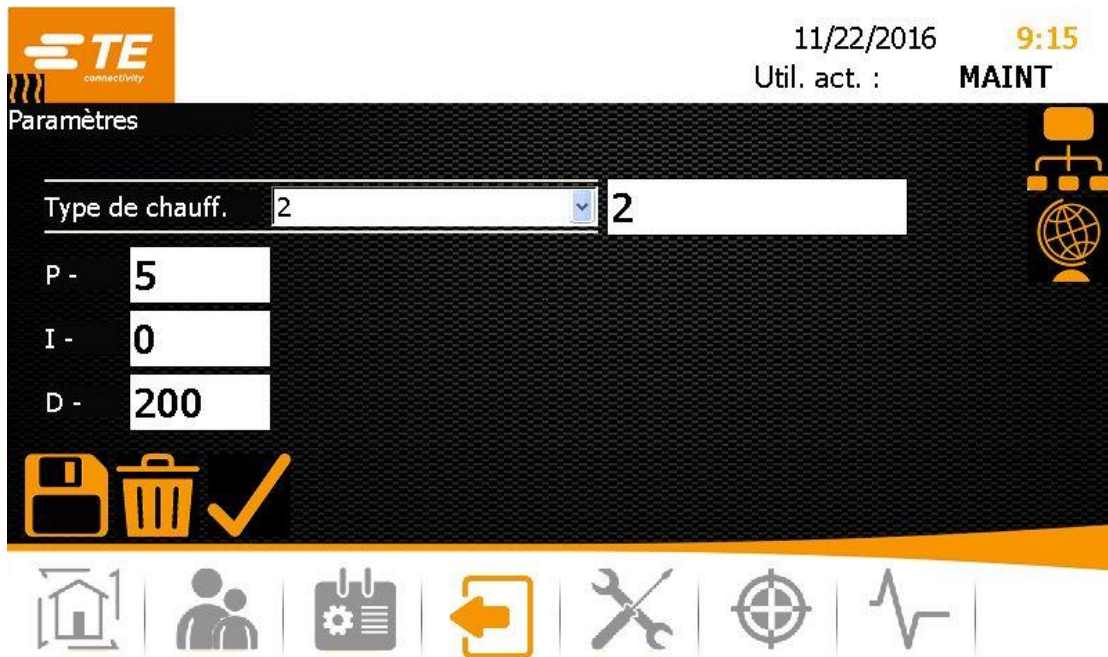 TE
connectivity
11/22/2016 9:15
Util. act. : MAINT
Paramètres
Type de chauff. 2 2
P - 5
I - 0
D - 200